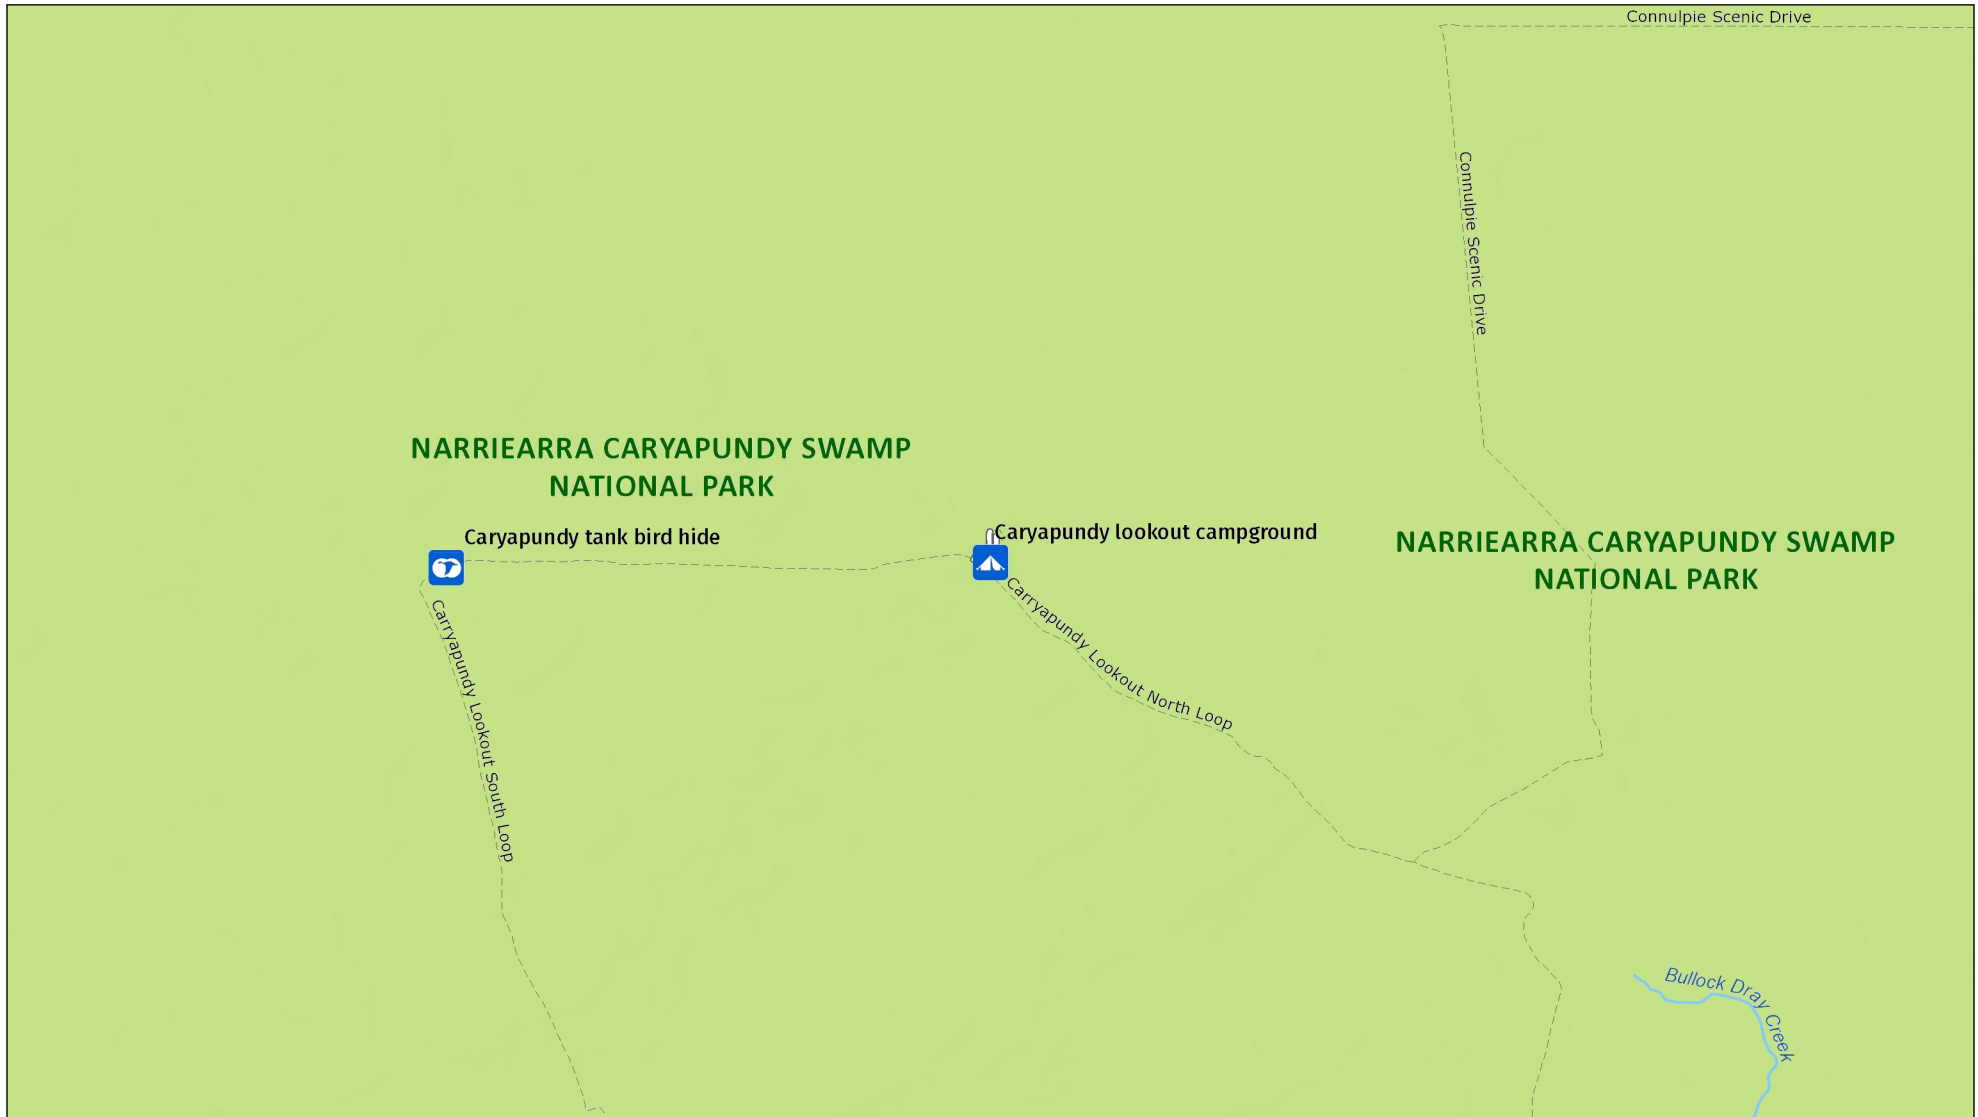 Connulpie Scenic Drive
Connulpie Scenic Drive
NARRIEARRA CARYAPUNDY SWAMP
NATIONAL PARK
Caryapundy tank bird hide
Caryapundy lookout campground
NARRIEARRA CARYAPUNDY SWAMP
NATIONAL PARK
Carryapundy Lookout South Loop
Carryapundy Lookout North Loop
Bullock Dray Creek